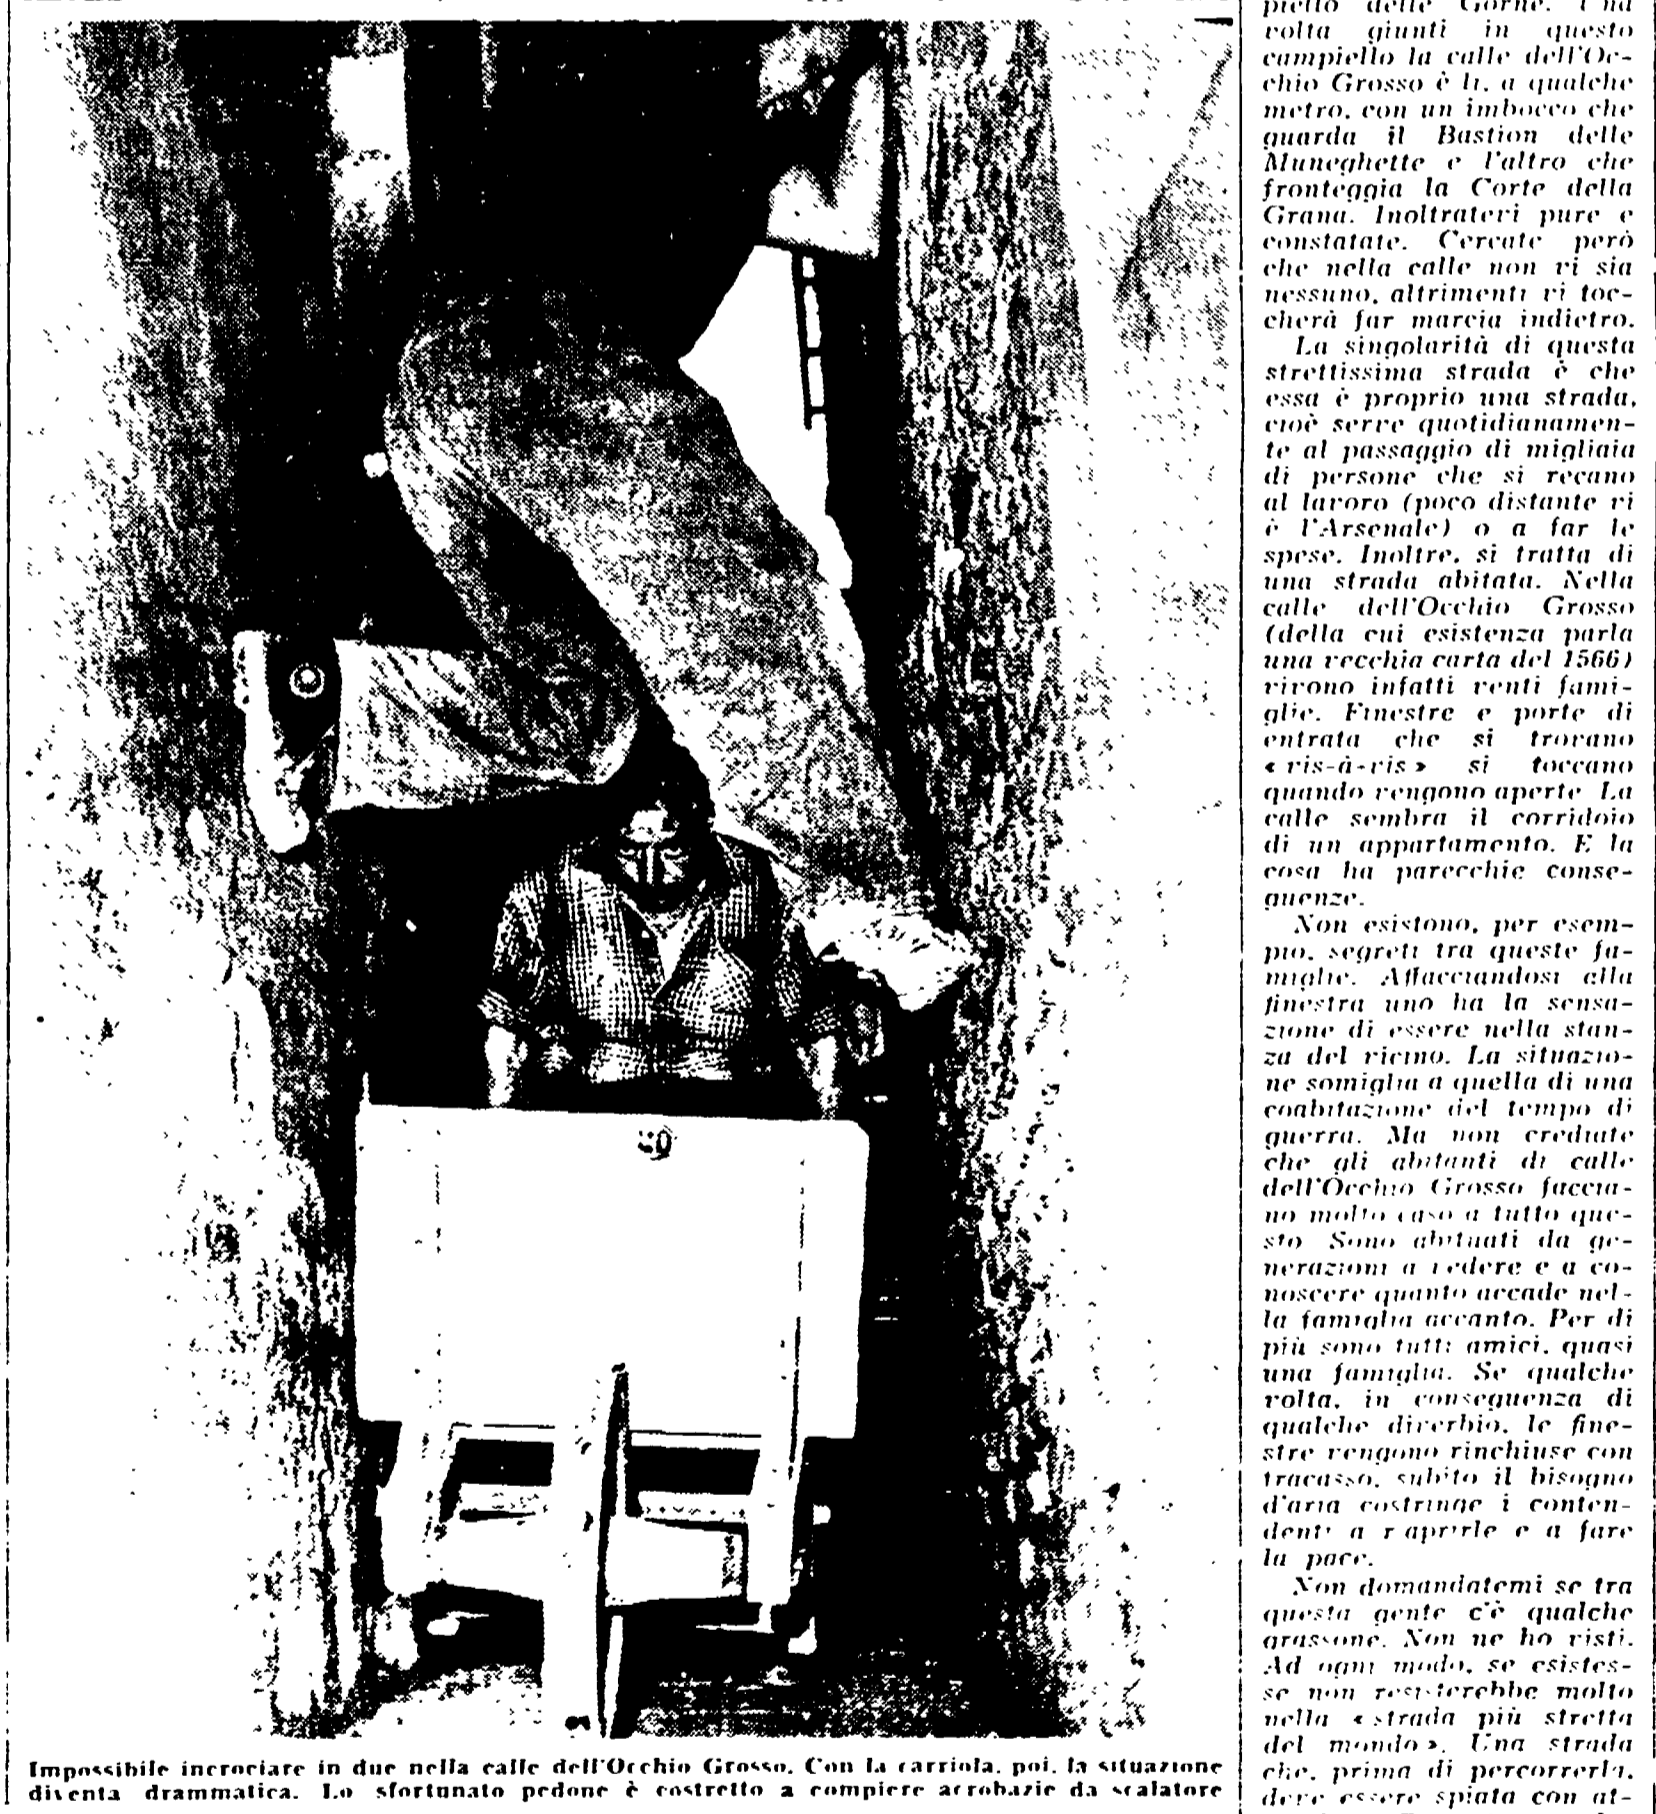 piello delle Gorne. Una
volta giunti in questo
campiello la calle dell'Oc-
chio Grosso è lì, a qualche
metro, con un imbocco che
guarda il Bastion delle
Muneghette e l'altro che
fronteggia la Corte della
Grana. Inoltratevi pure e
constatate. Cercate però
che nella calle non vi sia
nessuno, altrimenti vi toc-
cherà far marcia indietro.
La singolarità di questa
strettissima strada è che
essa è proprio una strada,
cioè serve quotidianamen-
te al passaggio di migliaia
di persone che si recano
al lavoro (poco distante vi
è l'Arsenale) o a far le
spese. Inoltre, si tratta di
una strada abitata. Nella
calle dell'Occhio Grosso
(della cui esistenza parla
una vecchia carta del 1566)
vivono infatti venti fami-
glie. Finestre e porte di
entrata che si trovano
« vis-à-vis » si toccano
quando vengono aperte La
calle sembra il corridoio
di un appartamento. E la
cosa ha parecchie conse-
guenze.
Non esistono, per esem-
pio, segreti tra queste fa-
miglie. Affacciandosi alla
finestra uno ha la sensa-
zione di essere nella stan-
za del vicino. La situazio-
ne somiglia a quella di una
coabitazione del tempo di
guerra. Ma non crediate
che gli abitanti di calle
dell'Occhio Grosso faccia-
no molto caso a tutto que-
sto Sono abituati da ge-
nerazioni a vedere e a co-
noscere quanto accade nel-
la famiglia accanto. Per di
più sono tutti amici, quasi
una famiglia. Se qualche
volta, in conseguenza di
qualche diverbio, le fine-
stre vengono rinchiuse con
fracasso, subito il bisogno
d'aria costringe i conten-
denti a riaprirle e a fare
la pace.
Non domandatemi se tra
questa gente c'è qualche
grassone. Non ne ho visti.
Ad ogni modo, se esistes-
se non resisterebbe molto
nella « strada più stretta
del mondo ». Una strada
che, prima di percorrerla,
deve essere spiata con at-
Impossibile incrociare in due nella calle dell'Occhio Grosso. Con la carriola, poi, la situazione
diventa drammatica. Lo sfortunato pedone è costretto a compiere acrobazie da scalatore